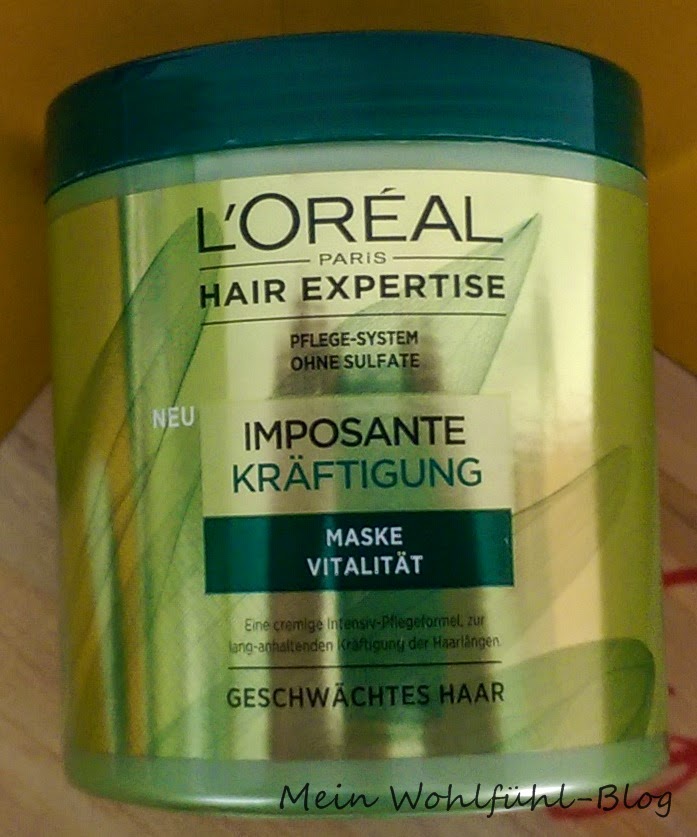 L'ORÉAL
PARIS
HAIR EXPERTISE
PFLEGE-SYSTEM
OHNE SULFATE
NEU
IMPOSANTE
KRÄFTIGUNG
MASKE
VITALITÄT
Eine cremige Intensiv-Pflegeformel, zur
lang-anhaltenden Kräftigung der Haarlängen.
GESCHWÄCHTES HAAR
Mein Wohlfühl-Blog